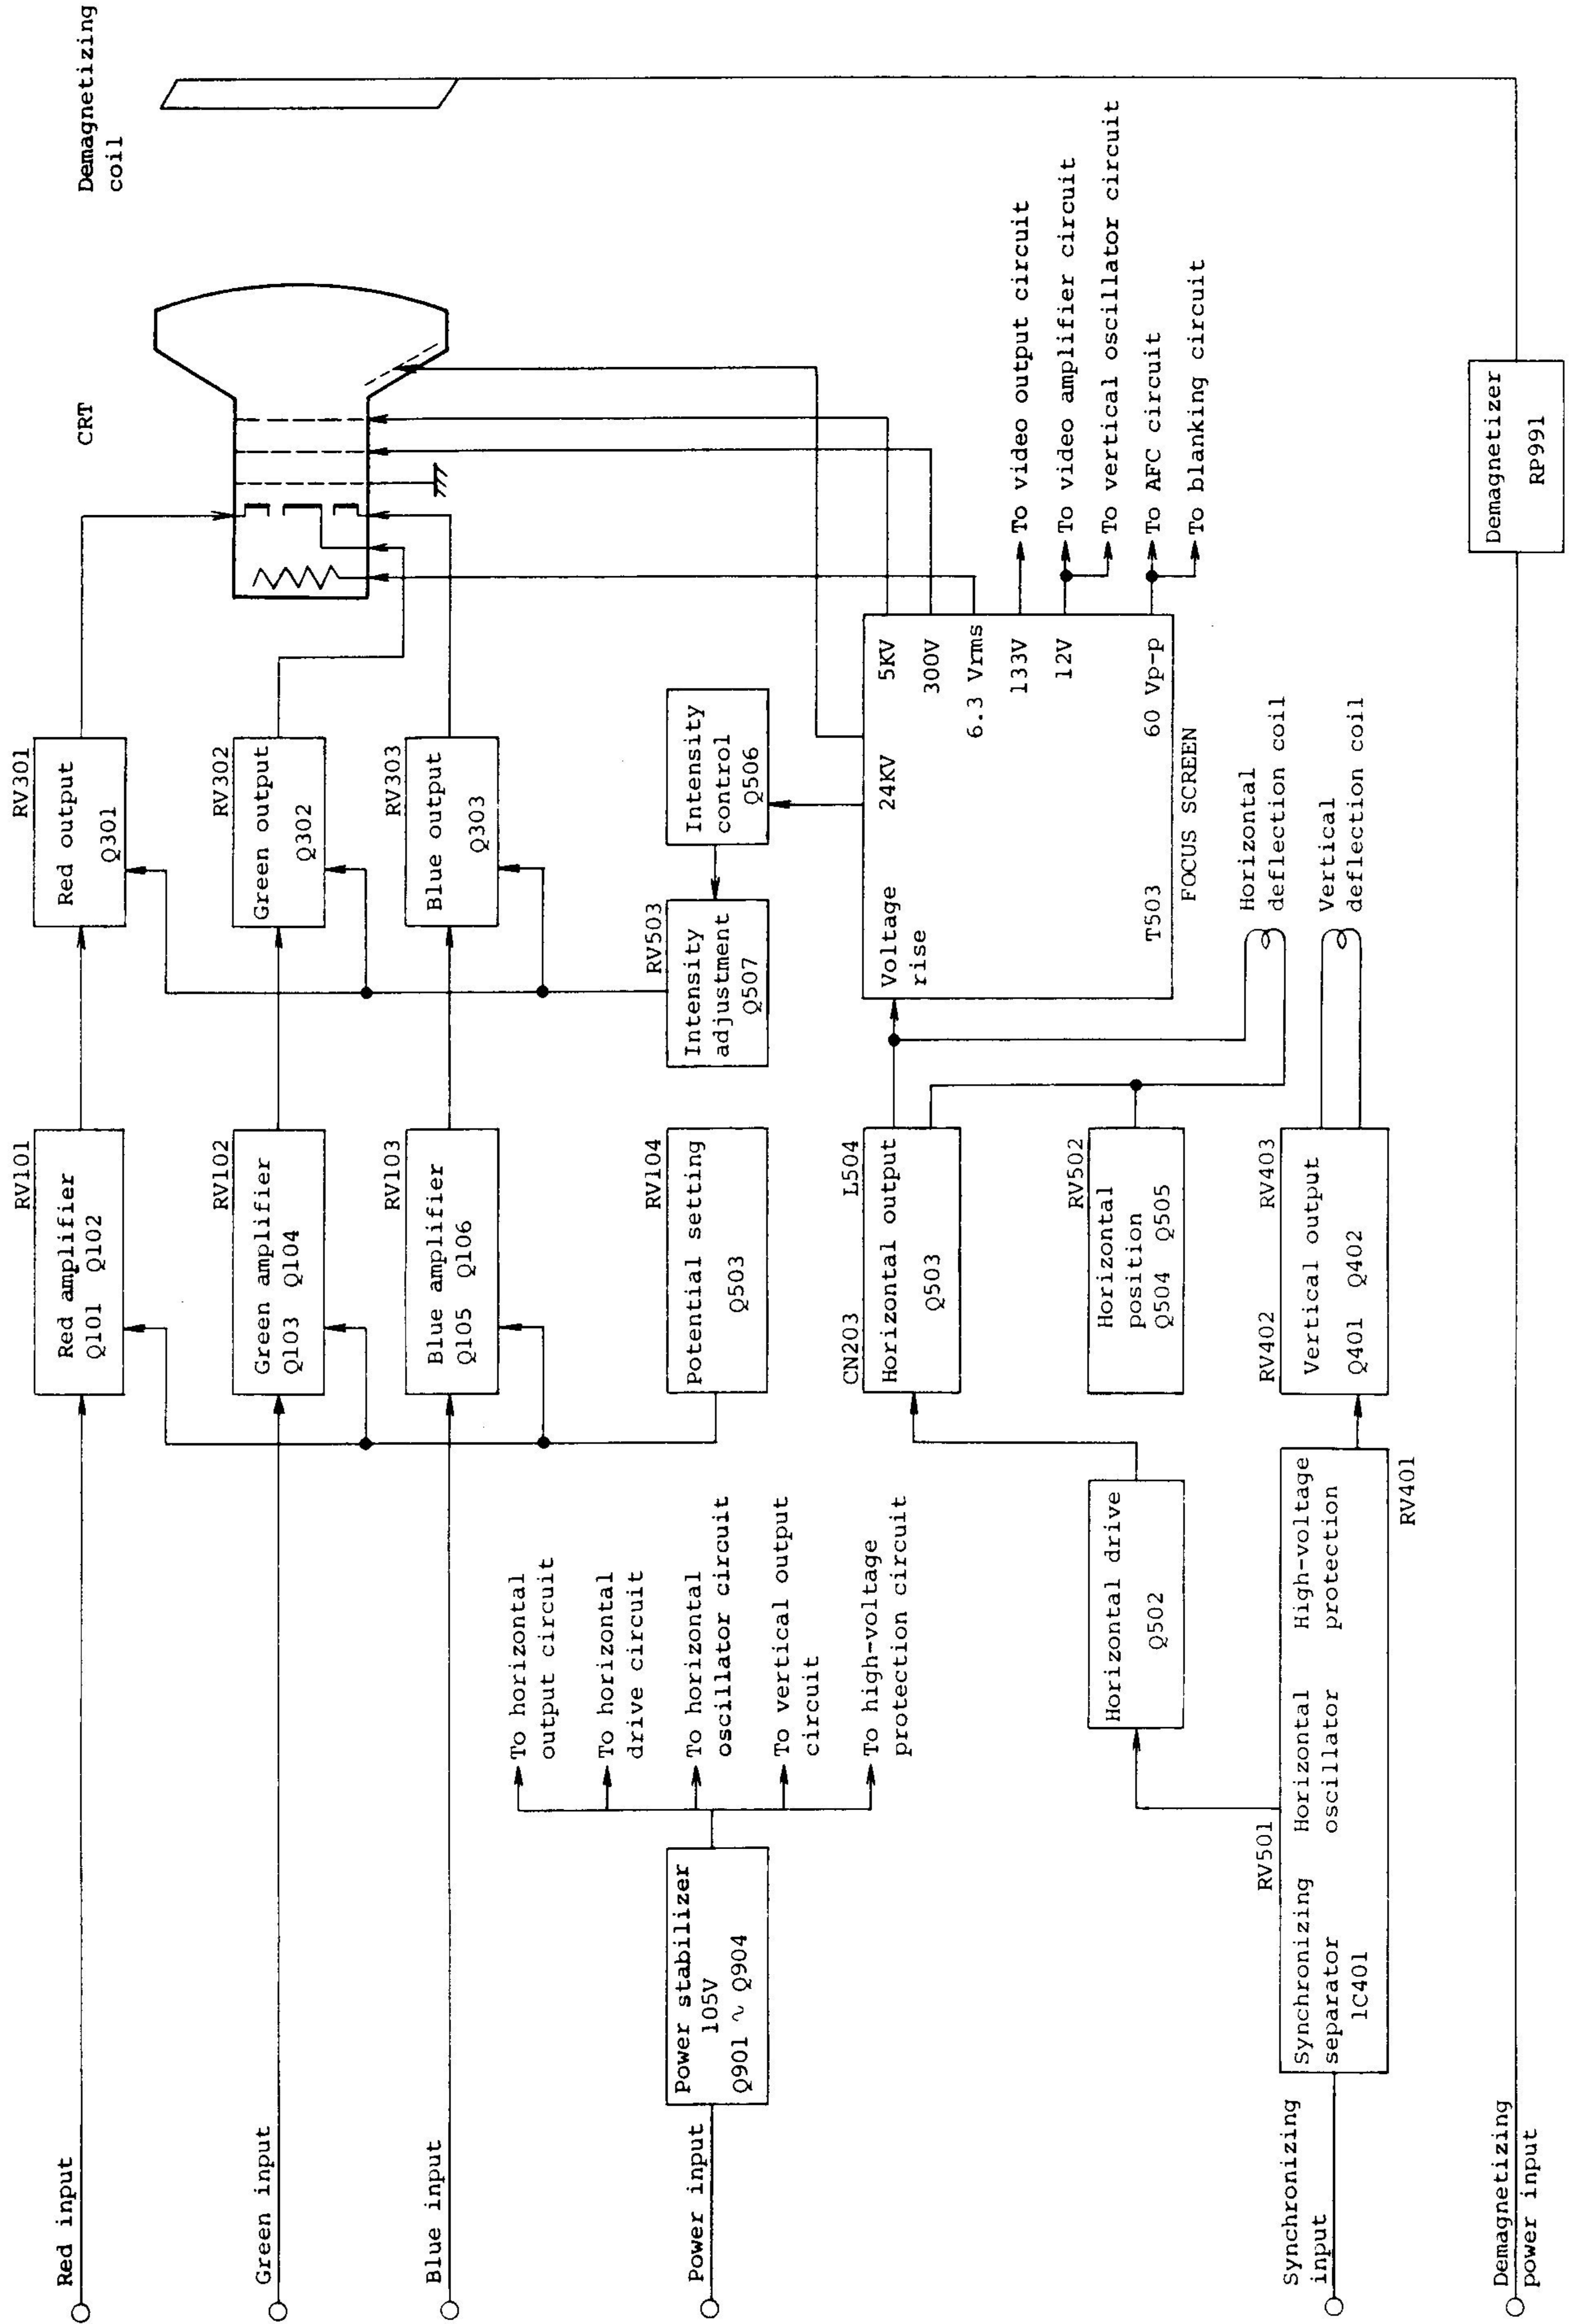 Red input
RV101
Red amplifier
Q101 Q102
RV301
Red output
Q301
CRT
Demagnetizing
coil
Green input
RV102
Green amplifier
Q103 Q104
RV302
Green output
Q302
Blue input
RV103
Blue amplifier
Q105 Q106
RV303
Blue output
Q303
Power input
Power stabilizer
105V
Q901 ~ Q904
To horizontal
output circuit
To horizontal
drive circuit
To horizontal
oscillator circuit
To vertical output
circuit
To high-voltage
protection circuit
RV104
Potential setting
Q503
RV503
Intensity
adjustment
Q507
Intensity
control
Q506
CN203
L504
Horizontal output
Q503
Voltage
rise
24KV
5KV
300V
6.3 Vrms
133V
12V
60 Vp-p
T503
FOCUS SCREEN
To video output circuit
To video amplifier circuit
To vertical oscillator circuit
To AFC circuit
To blanking circuit
Horizontal drive
Q502
RV502
Horizontal
position
Q504 Q505
Horizontal
deflection coil
Vertical
deflection coil
Synchronizing
input
RV501
Synchronizing
separator
1C401
Horizontal
oscillator
High-voltage
protection
RV401
RV402
RV403
Vertical output
Q401 Q402
Demagnetizing
power input
Demagnetizer
RP991